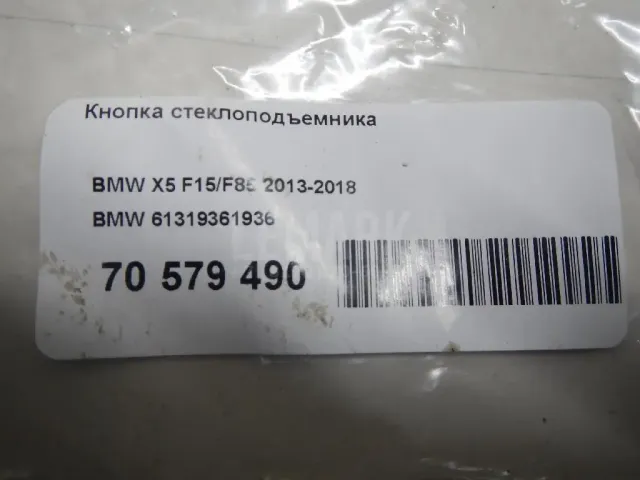 Кнопка стеклоподъемника
BMW X5 F15/F85 2013-2018
BMW 61319361936
70 579 490